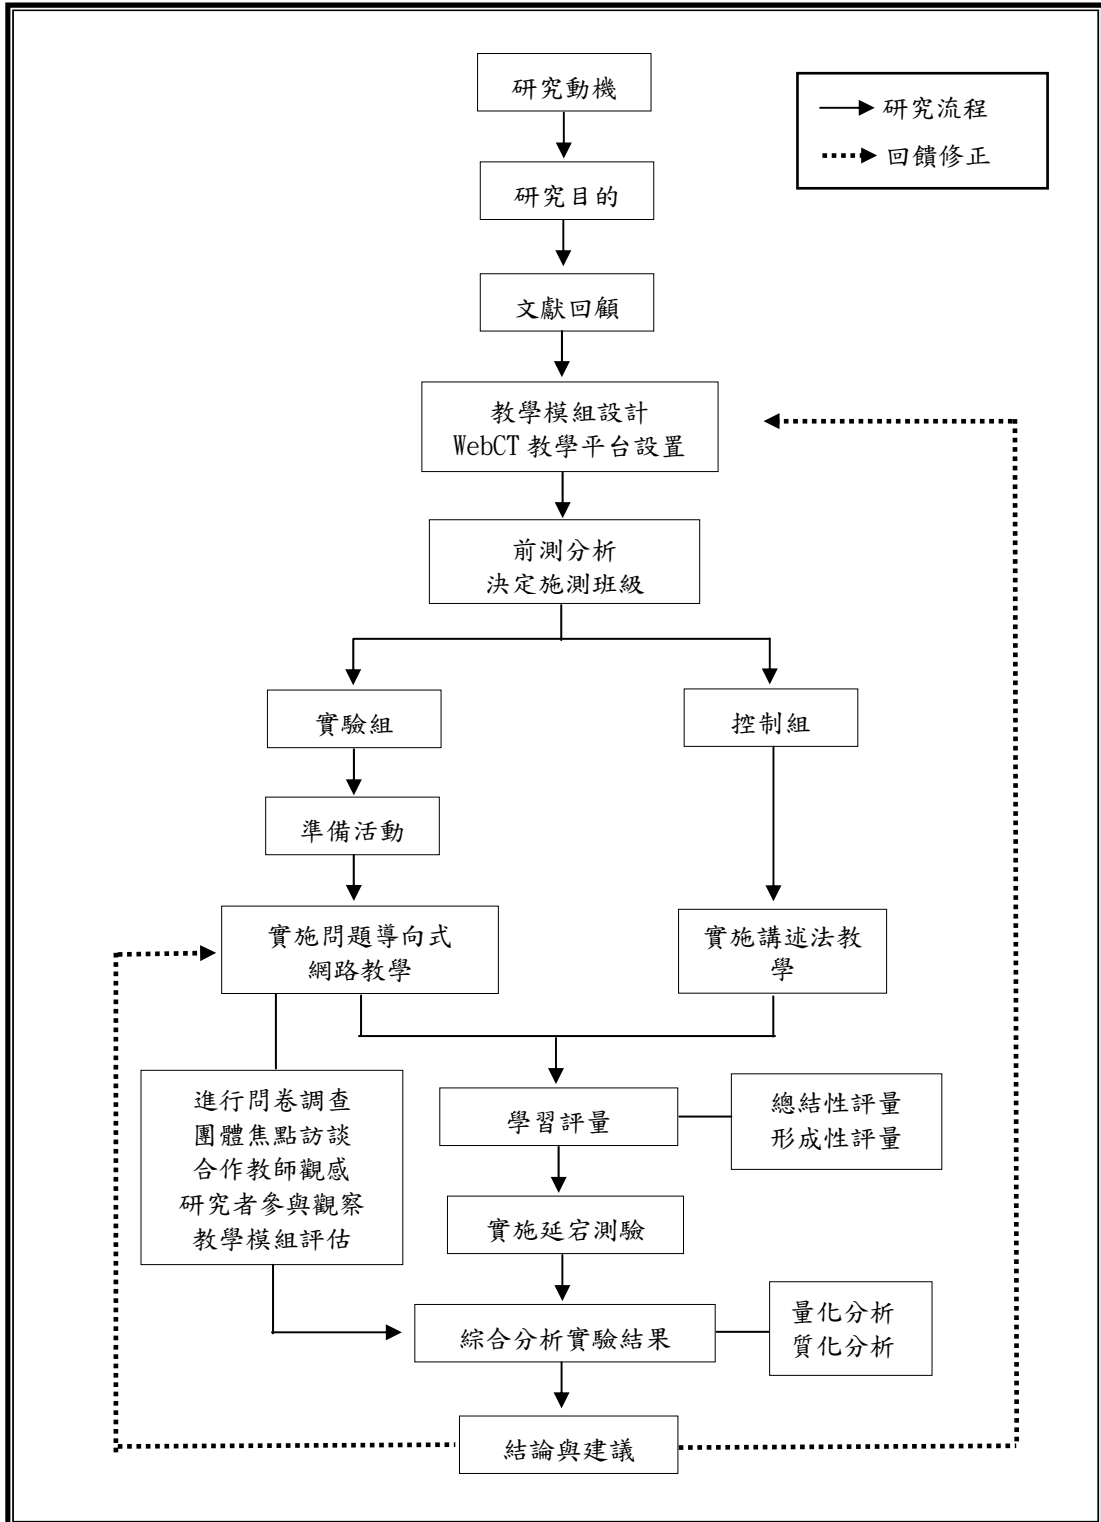 研究動機
研究流程
回饋修正
研究目的
文獻回顧
教學模組設計
WebCT 教學平台設置
前測分析
決定施測班級
實驗組
控制組
準備活動
實施問題導向式
網路教學
實施講述法教
學
進行問卷調查
團體焦點訪談
合作教師觀感
研究者參與觀察
教學模組評估
學習評量
總結性評量
形成性評量
實施延宕測驗
綜合分析實驗結果
量化分析
質化分析
結論與建議